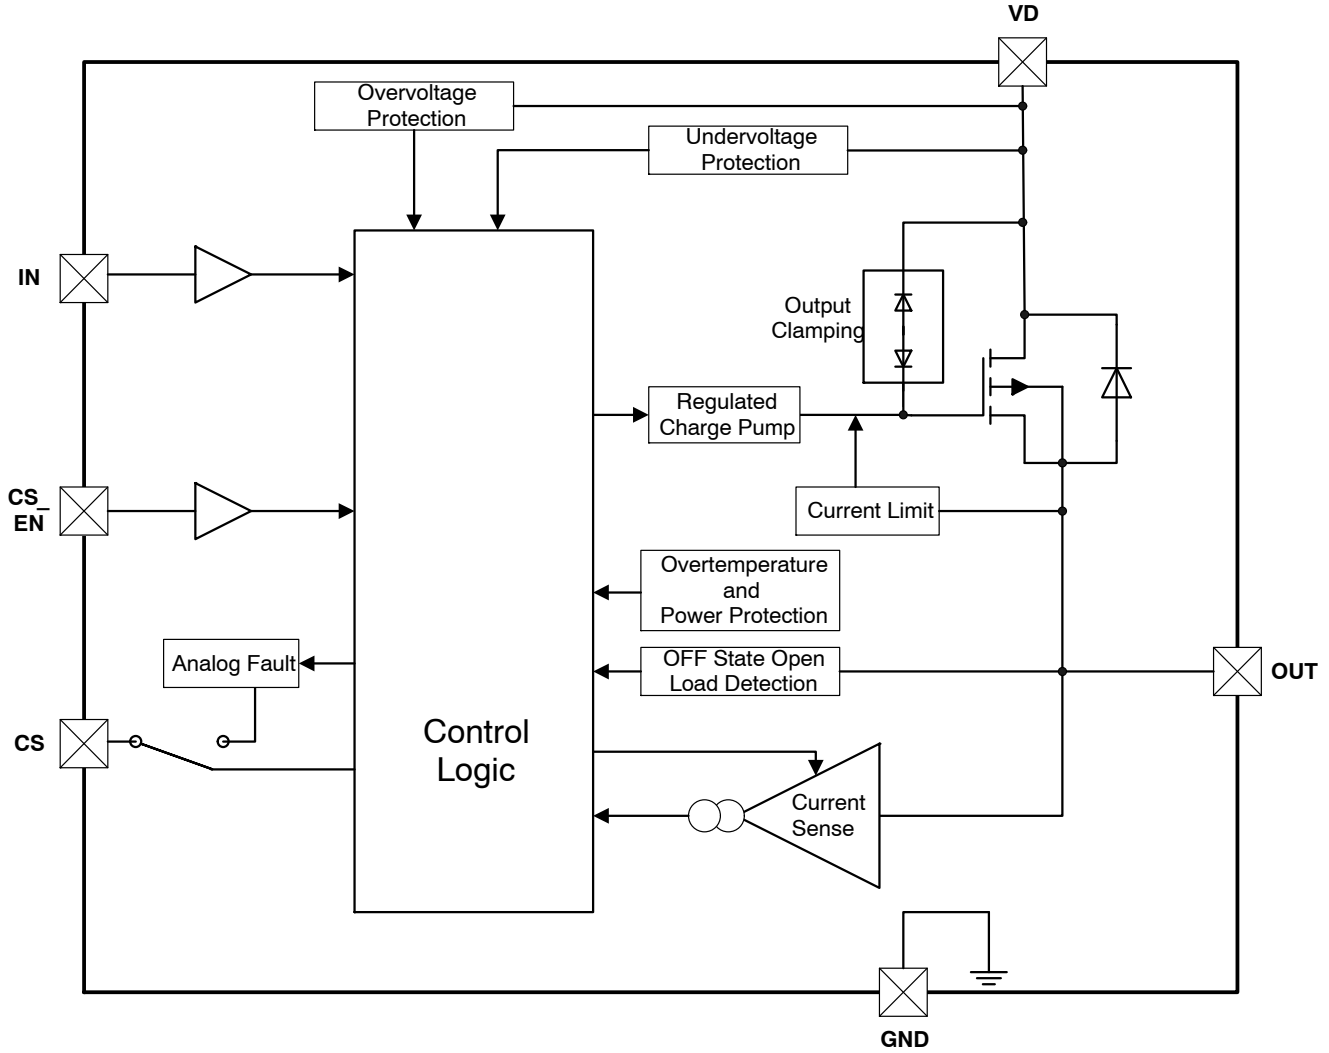 VD
Overvoltage
Protection
Undervoltage
Protection
IN
Output
Clamping
Regulated
Charge Pump
CS_
EN
Current Limit
Overtemperature
and
Power Protection
Analog Fault
OFF State Open
Load Detection
OUT
CS
Control
Logic
Current
Sense
GND